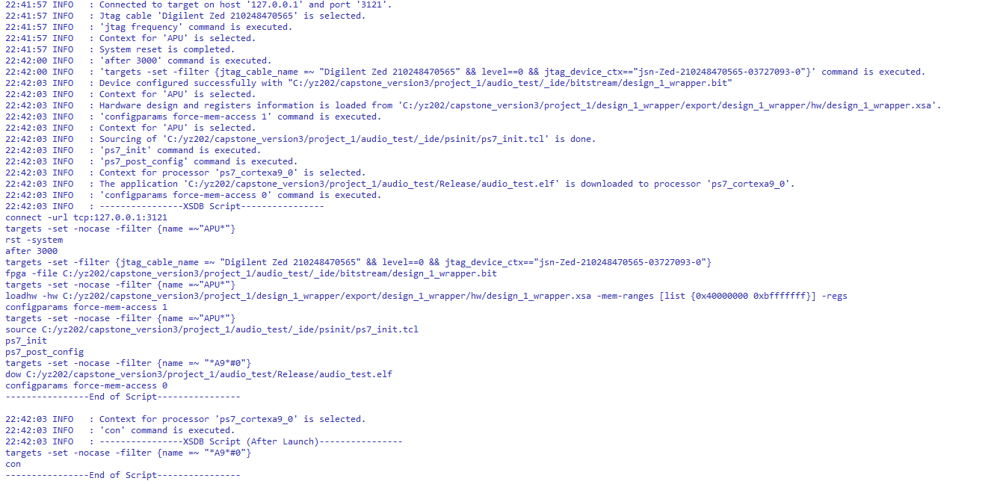 22:41:57 INFO   : Connected to target on host '127.0.0.1' and port '3121'.
22:41:57 INFO   : Jtag cable 'Digilent Zed 210248470565' is selected.
22:41:57 INFO   : 'jtag frequency' command is executed.
22:41:57 INFO   : Context for 'APU' is selected.
22:41:57 INFO   : System reset is completed.
22:42:00 INFO   : 'after 3000' command is executed.
22:42:00 INFO   : 'targets -set -filter {jtag_cable_name =~ "Digilent Zed 210248470565" && level==0 && jtag_device_ctx=="jsn-Zed-210248470565-03727093-0"}' command is executed.
22:42:03 INFO   : Device configured successfully with "C:/yz202/capstone_version3/project_1/audio_test/_ide/bitstream/design_1_wrapper.bit"
22:42:03 INFO   : Context for 'APU' is selected.
22:42:03 INFO   : Hardware design and registers information is loaded from 'C:/yz202/capstone_version3/project_1/design_1_wrapper/export/design_1_wrapper/hw/design_1_wrapper.xsa'.
22:42:03 INFO   : 'configparams force-mem-access 1' command is executed.
22:42:03 INFO   : Context for 'APU' is selected.
22:42:03 INFO   : Sourcing of 'C:/yz202/capstone_version3/project_1/audio_test/_ide/psinit/ps7_init.tcl' is done.
22:42:03 INFO   : 'ps7_init' command is executed.
22:42:03 INFO   : 'ps7_post_config' command is executed.
22:42:03 INFO   : Context for processor 'ps7_cortexa9_0' is selected.
22:42:03 INFO   : The application 'C:/yz202/capstone_version3/project_1/audio_test/Release/audio_test.elf' is downloaded to processor 'ps7_cortexa9_0'.
22:42:03 INFO   : 'configparams force-mem-access 0' command is executed.
22:42:03 INFO   : ----------------XSDB Script----------------
connect -url tcp:127.0.0.1:3121
targets -set -nocase -filter {name =~"APU*"}
rst -system
after 3000
targets -set -filter {jtag_cable_name =~ "Digilent Zed 210248470565" && level==0 && jtag_device_ctx=="jsn-Zed-210248470565-03727093-0"}
fpga -file C:/yz202/capstone_version3/project_1/audio_test/_ide/bitstream/design_1_wrapper.bit
targets -set -nocase -filter {name =~"APU*"}
loadhw -hw C:/yz202/capstone_version3/project_1/design_1_wrapper/export/design_1_wrapper/hw/design_1_wrapper.xsa -mem-ranges [list {0x40000000 0xbfffffff}] -regs
configparams force-mem-access 1
targets -set -nocase -filter {name =~"APU*"}
source C:/yz202/capstone_version3/project_1/audio_test/_ide/psinit/ps7_init.tcl
ps7_init
ps7_post_config
targets -set -nocase -filter {name =~ "*A9*#0"}
dow C:/yz202/capstone_version3/project_1/audio_test/Release/audio_test.elf
configparams force-mem-access 0
----------------End of Script----------------
22:42:03 INFO   : Context for processor 'ps7_cortexa9_0' is selected.
22:42:03 INFO   : 'con' command is executed.
22:42:03 INFO   : ----------------XSDB Script (After Launch)----------------
targets -set -nocase -filter {name =~ "*A9*#0"}
con
----------------End of Script----------------